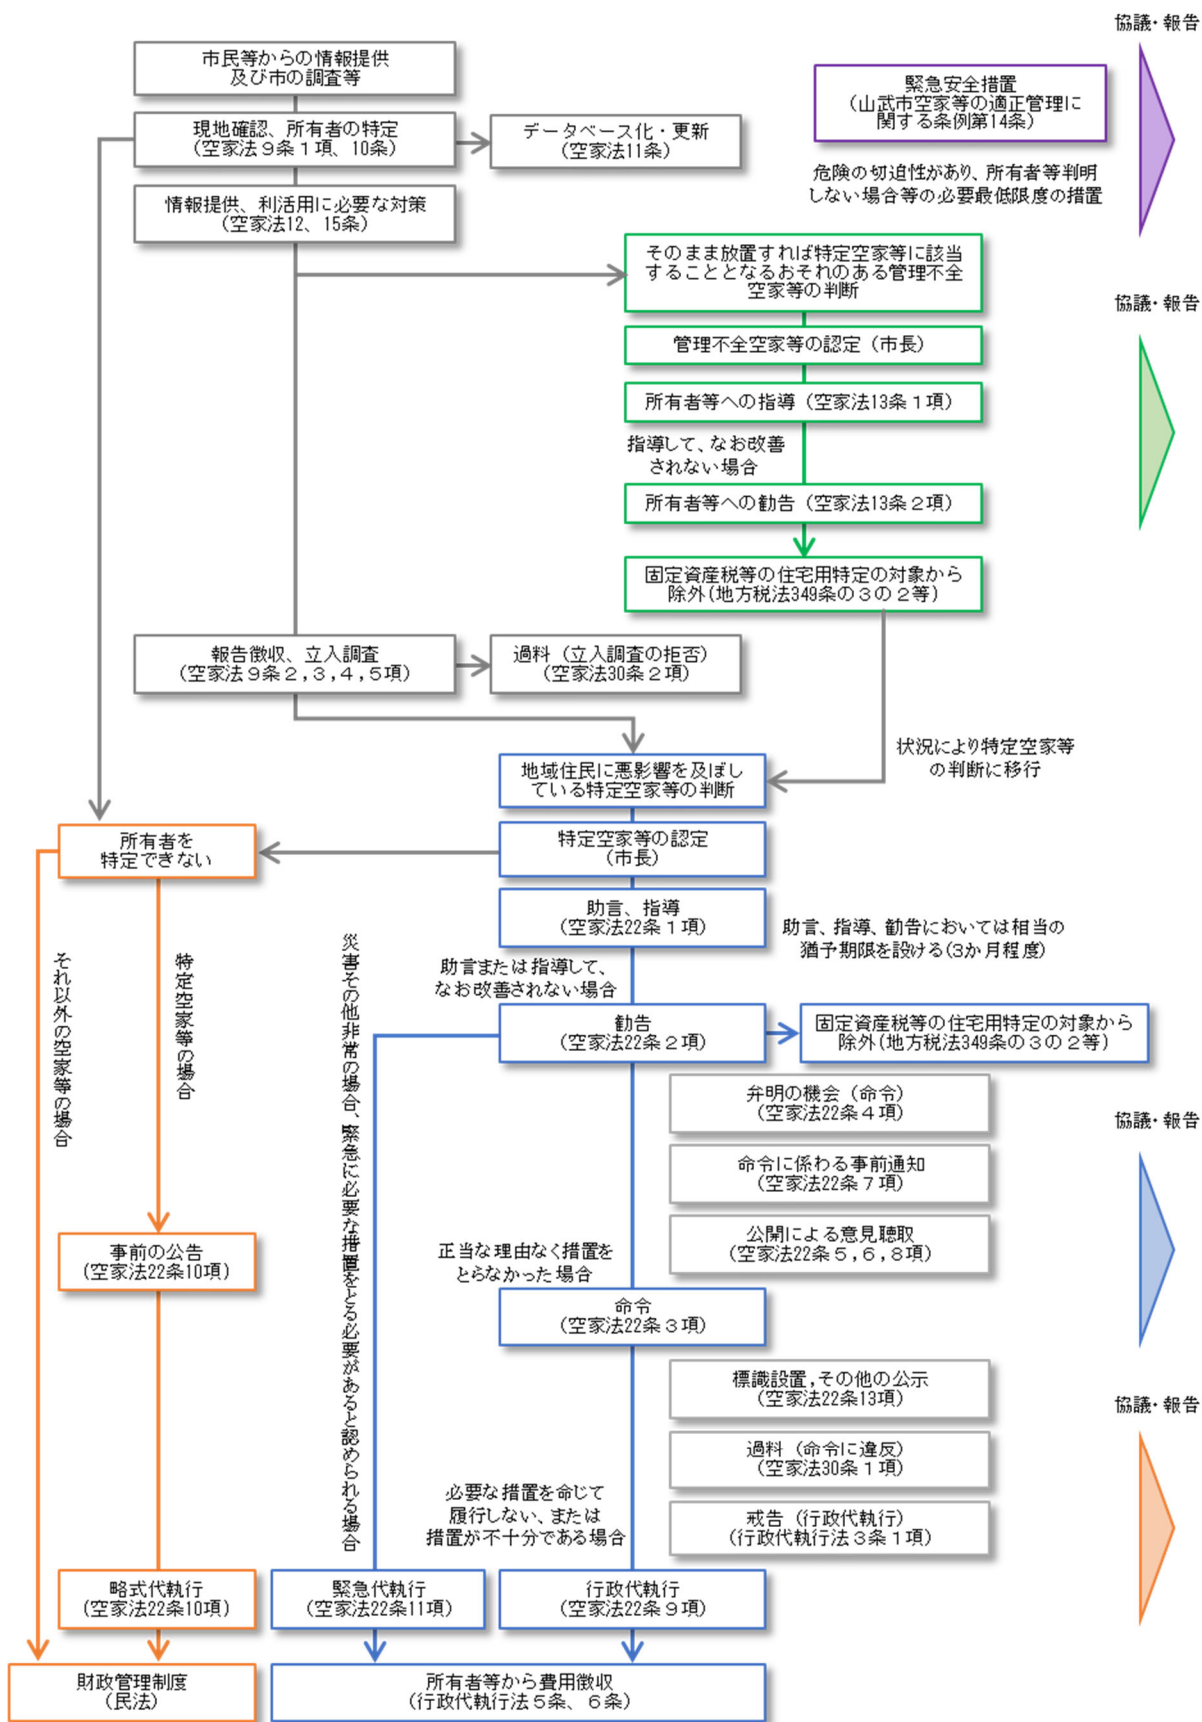 協議・報告
市民等からの情報提供
及び市の調査等
緊急安全措置
(山武市空家等の適正管理に
関する条例第14条)
現地確認、所有者の特定
(空家法９条１項、10条)
データベース化・更新
(空家法11条)
危険の切迫性があり、所有者等判明
しない場合等の必要最低限度の措置
情報提供、利活用に必要な対策
(空家法12、15条)
そのまま放置すれば特定空家等に該当
することとなるおそれのある管理不全
空家等の判断
協議・報告
管理不全空家等の認定（市長）
所有者等への指導（空家法13条１項）
指導して、なお改善
されない場合
所有者等への勧告（空家法13条２項）
固定資産税等の住宅用特定の対象から
除外(地方税法349条の３の２等)
報告徴収、立入調査
(空家法９条２,３,４,５項)
過料（立入調査の拒否）
(空家法30条２項)
状況により特定空家等
の判断に移行
地域住民に悪影響を及ぼし
ている特定空家等の判断
所有者を
特定できない
特定空家等の認定
(市長)
助言、指導
(空家法22条１項)
助言、指導、勧告においては相当の
猶予期限を設ける(3か月程度)
それ以外の空家等の場合
特定空家等の場合
災害その他非常の場合、緊急に必要な措置をとる必要があると認められる場合
助言または指導して、
なお改善されない場合
勧告
(空家法22条２項)
固定資産税等の住宅用特定の対象から
除外(地方税法349条の３の２等)
弁明の機会（命令）
(空家法22条４項)
協議・報告
命令に係わる事前通知
(空家法22条７項)
公開による意見聴取
(空家法22条５,６,８項)
事前の公告
(空家法22条10項)
正当な理由なく措置を
とらなかった場合
命令
(空家法22条３項)
標識設置,その他の公示
(空家法22条13項)
協議・報告
過料（命令に違反）
(空家法30条１項)
必要な措置を命じて
履行しない、または
措置が不十分である場合
戒告（行政代執行）
(行政代執行法３条１項)
略式代執行
(空家法22条10項)
緊急代執行
(空家法22条11項)
行政代執行
(空家法22条９項)
財政管理制度
(民法)
所有者等から費用徴収
(行政代執行法５条、６条)